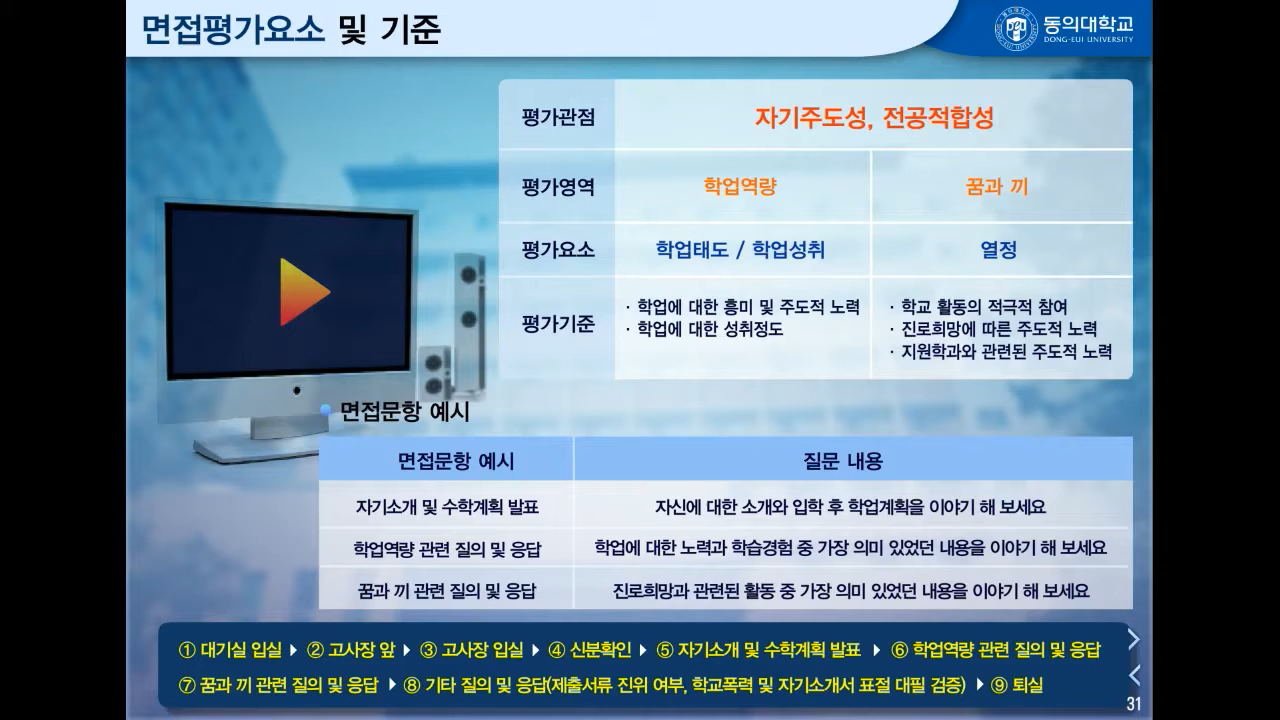 면접평가요소 및 기준
동의대학교
DONG-EUI UNIVERSITY
평가관점
자기주도성, 전공적합성
평가영역
학업역량
꿈과 끼
평가요소
학업태도 / 학업성취
열정
평가기준
· 학업에 대한 흥미 및 주도적 노력
· 학업에 대한 성취정도
· 학교 활동의 적극적 참여
· 진로희망에 따른 주도적 노력
· 지원학과와 관련된 주도적 노력
면접문항 예시
면접문항 예시
질문 내용
자기소개 및 수학계획 발표
자신에 대한 소개와 입학 후 학업계획을 이야기 해 보세요
학업역량 관련 질의 및 응답
학업에 대한 노력과 학습경험 중 가장 의미 있었던 내용을 이야기 해 보세요
꿈과 끼 관련 질의 및 응답
진로희망과 관련된 활동 중 가장 의미 있었던 내용을 이야기 해 보세요
① 대기실 입실 ② 고사장 앞 ③ 고사장 입실 ④ 신분확인 ⑤ 자기소개 및 수학계획 발표 ⑥ 학업역량 관련 질의 및 응답
⑦ 꿈과 끼 관련 질의 및 응답 ⑧ 기타 질의 및 응답(제출서류 진위 여부, 학교폭력 및 자기소개서 표절 대필 검증) ⑨ 퇴실
31